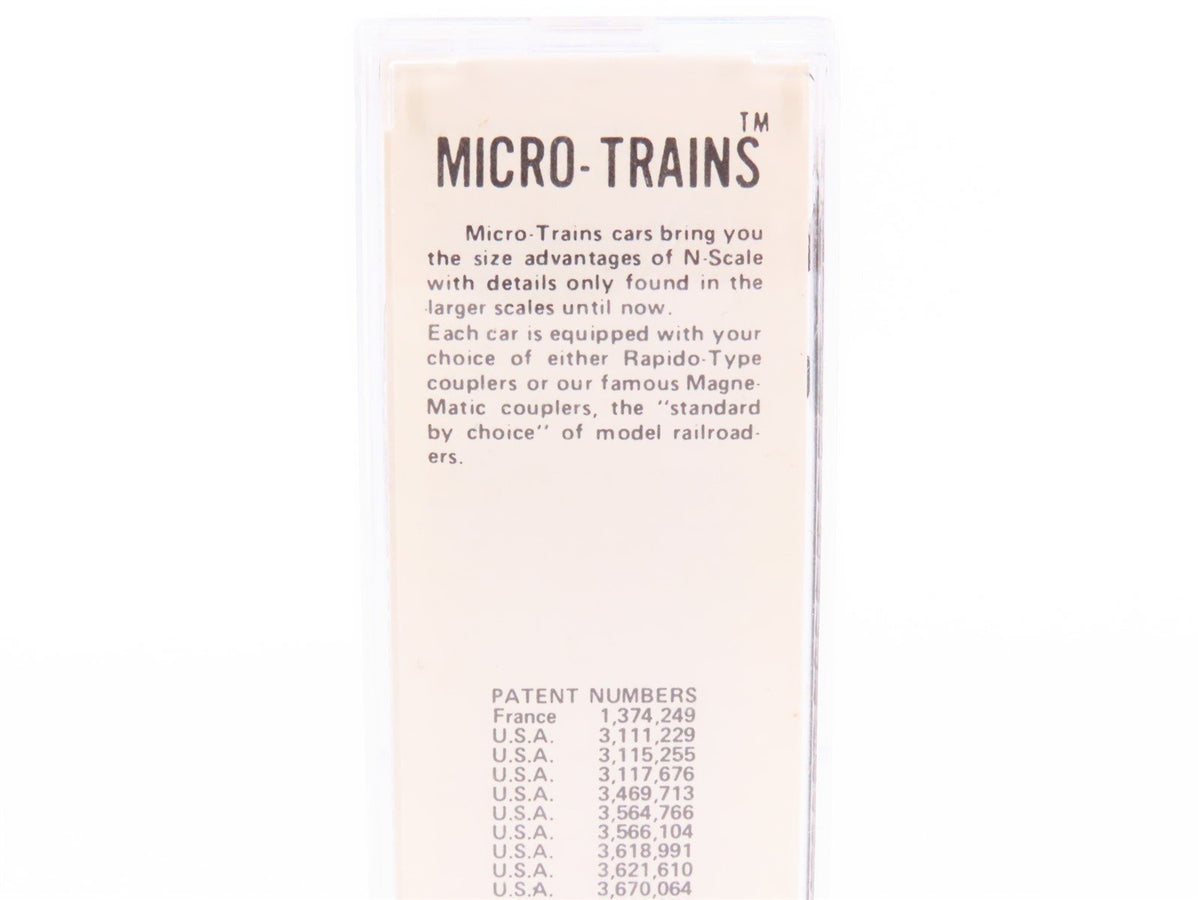 MICRO-TRAINS™
Micro-Trains cars bring you
the size advantages of N-Scale
with details only found in the
larger scales until now.
Each car is equipped with your
choice of either Rapido-Type
couplers or our famous Magne-
Matic couplers, the "standard
by choice" of model railroad-
ers.
PATENT NUMBERS
France 1,374,249
U.S.A. 3,111,229
U.S.A. 3,115,255
U.S.A. 3,117,676
U.S.A. 3,469,713
U.S.A. 3,564,766
U.S.A. 3,566,104
U.S.A. 3,618,991
U.S.A. 3,621,610
U.S.A. 3,670,064